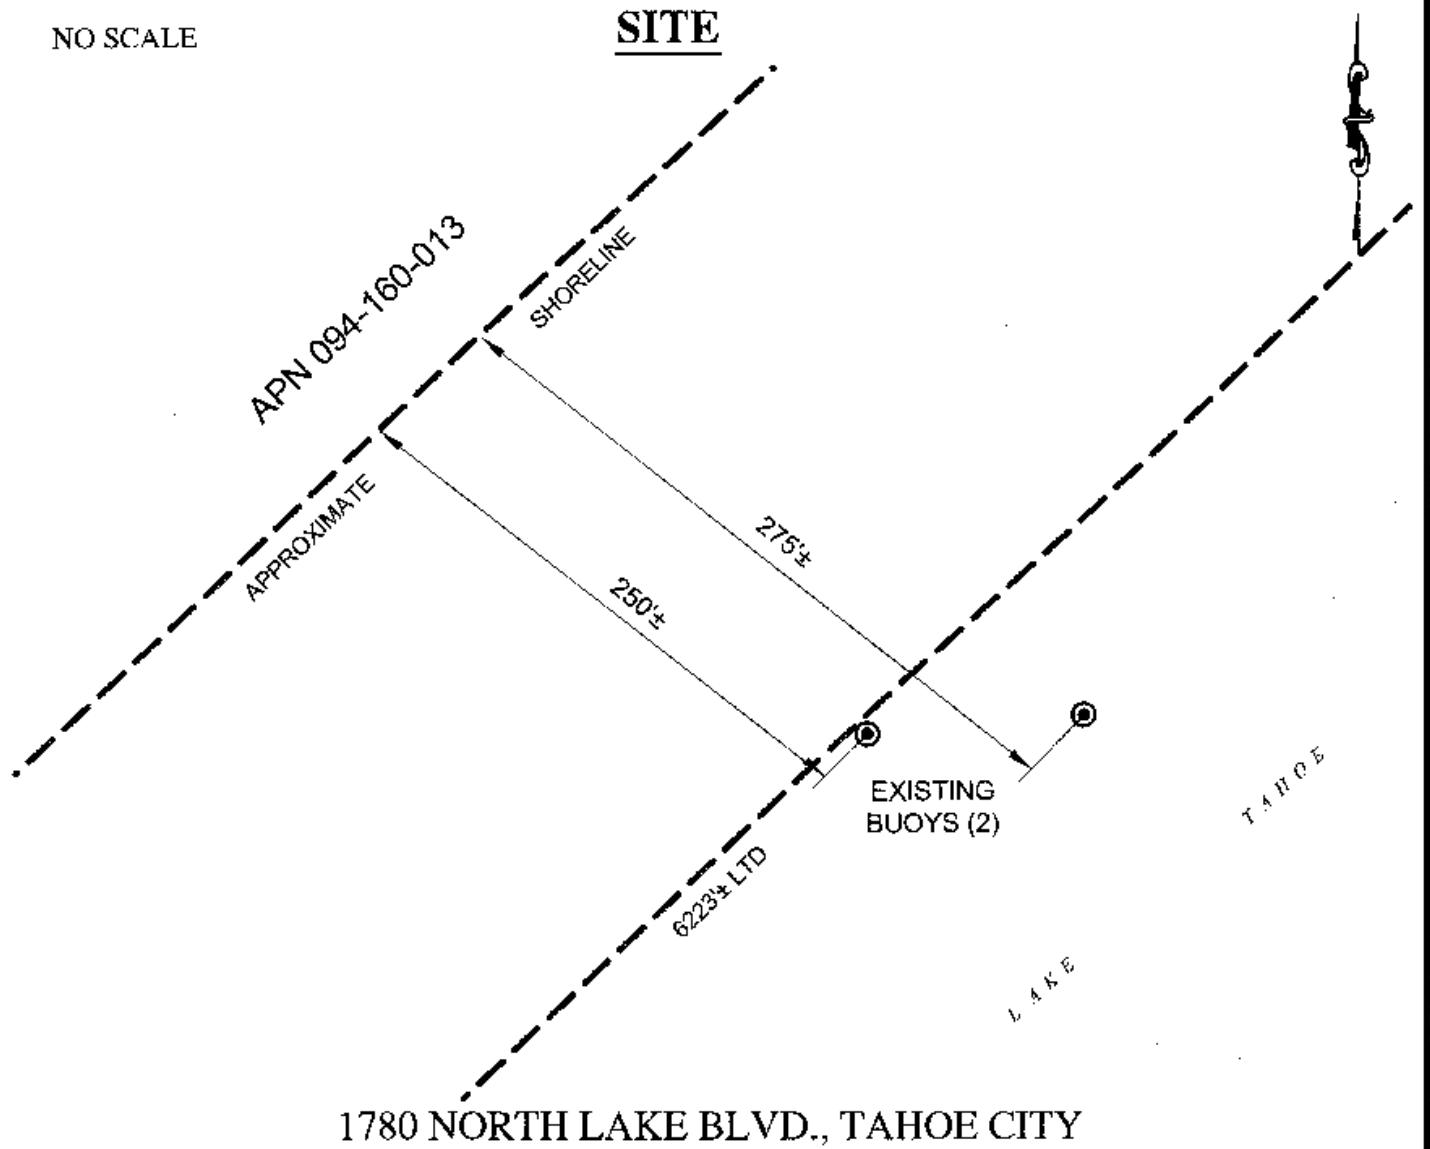 NO SCALE
SITE
APN 094-160-013
SHORELINE
APPROXIMATE
275'±
250'±
EXISTING
BUOYS (2)
6223'± LTD
LAKE TAHOE
1780 NORTH LAKE BLVD., TAHOE CITY